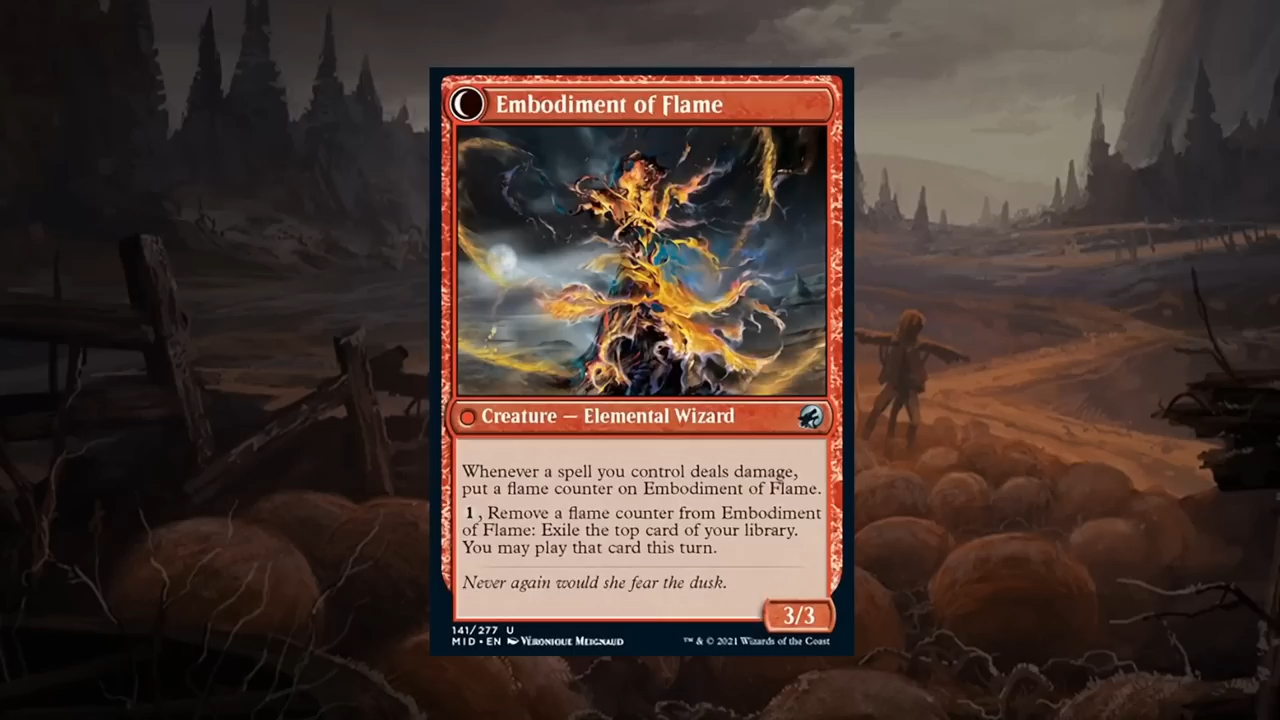 Embodiment of Flame
Creature — Elemental Wizard
Whenever a spell you control deals damage,
put a flame counter on Embodiment of Flame.
1, Remove a flame counter from Embodiment
of Flame: Exile the top card of your library.
You may play that card this turn.
Never again would she fear the dusk.
3/3
141/277 U
MID • EN Véronique Meignaud
™ & © 2021 Wizards of the Coast